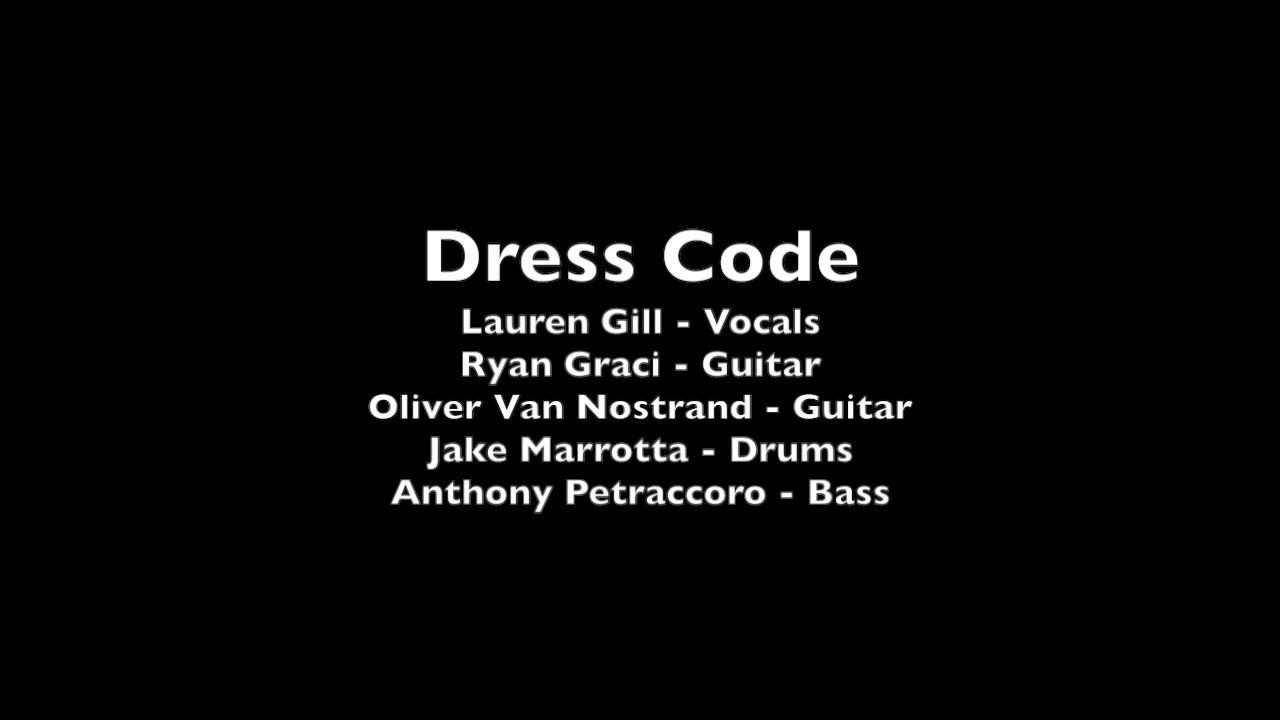 Dress Code
Lauren Gill - Vocals
Ryan Graci - Guitar
Oliver Van Nostrand - Guitar
Jake Marrotta - Drums
Anthony Petraccoro - Bass